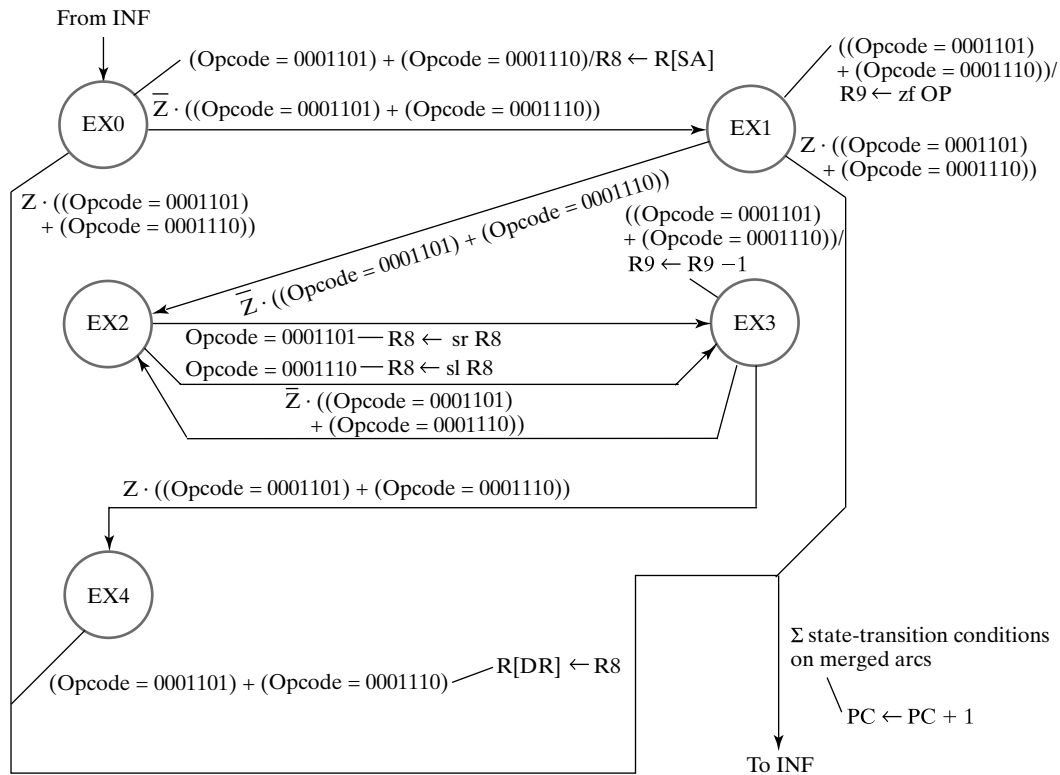 From INF
(Opcode = 0001101) + (Opcode = 0001110)/R8 ← R[SA]
((Opcode = 0001101)
+ (Opcode = 0001110))/
R9 ← zf OP
EX0
Z̅ · ((Opcode = 0001101) + (Opcode = 0001110))
EX1
Z · ((Opcode = 0001101)
+ (Opcode = 0001110))
Z · ((Opcode = 0001101)
+ (Opcode = 0001110))
Z̅ · ((Opcode = 0001101) + (Opcode = 0001110))
((Opcode = 0001101)
+ (Opcode = 0001110))/
R9 ← R9 −1
EX2
EX3
Opcode = 0001101 — R8 ← sr R8
Opcode = 0001110 — R8 ← sl R8
Z̅ · ((Opcode = 0001101)
+ (Opcode = 0001110))
Z · ((Opcode = 0001101) + (Opcode = 0001110))
EX4
(Opcode = 0001101) + (Opcode = 0001110)
R[DR] ← R8
Σ state-transition conditions
on merged arcs
PC ← PC + 1
To INF